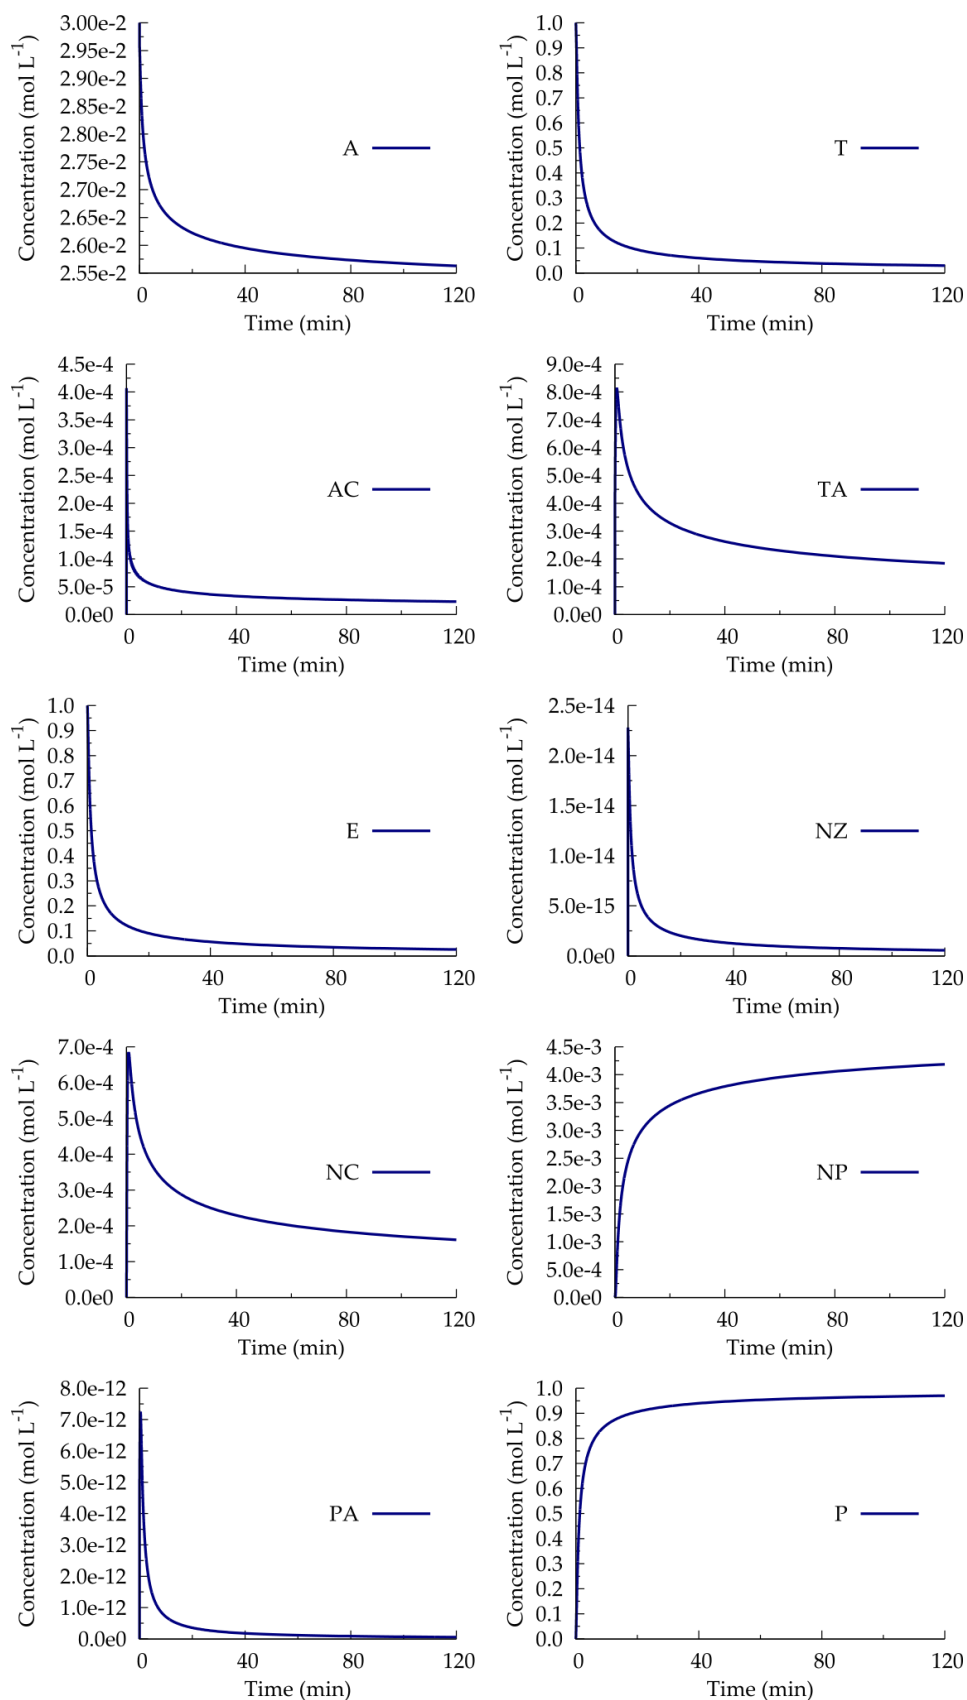 Concentration (mol L-1)
3.00e-2
2.95e-2
2.90e-2
2.85e-2
2.80e-2
2.75e-2
2.70e-2
2.65e-2
2.60e-2
2.55e-2
A
0 40 80 120
Time (min)
Concentration (mol L-1)
1.0
0.9
0.8
0.7
0.6
0.5
0.4
0.3
0.2
0.1
0.0
T
0 40 80 120
Time (min)
Concentration (mol L-1)
4.5e-4
4.0e-4
3.5e-4
3.0e-4
2.5e-4
2.0e-4
1.5e-4
1.0e-4
5.0e-5
0.0e0
AC
0 40 80 120
Time (min)
Concentration (mol L-1)
9.0e-4
8.0e-4
7.0e-4
6.0e-4
5.0e-4
4.0e-4
3.0e-4
2.0e-4
1.0e-4
0.0e0
TA
0 40 80 120
Time (min)
Concentration (mol L-1)
1.0
0.9
0.8
0.7
0.6
0.5
0.4
0.3
0.2
0.1
0.0
E
0 40 80 120
Time (min)
Concentration (mol L-1)
2.5e-14
2.0e-14
1.5e-14
1.0e-14
5.0e-15
0.0e0
NZ
0 40 80 120
Time (min)
Concentration (mol L-1)
7.0e-4
6.0e-4
5.0e-4
4.0e-4
3.0e-4
2.0e-4
1.0e-4
0.0e0
NC
0 40 80 120
Time (min)
Concentration (mol L-1)
4.5e-3
4.0e-3
3.5e-3
3.0e-3
2.5e-3
2.0e-3
1.5e-3
1.0e-3
5.0e-4
0.0e0
NP
0 40 80 120
Time (min)
Concentration (mol L-1)
8.0e-12
7.0e-12
6.0e-12
5.0e-12
4.0e-12
3.0e-12
2.0e-12
1.0e-12
0.0e0
PA
0 40 80 120
Time (min)
Concentration (mol L-1)
1.0
0.9
0.8
0.7
0.6
0.5
0.4
0.3
0.2
0.1
0.0
P
0 40 80 120
Time (min)